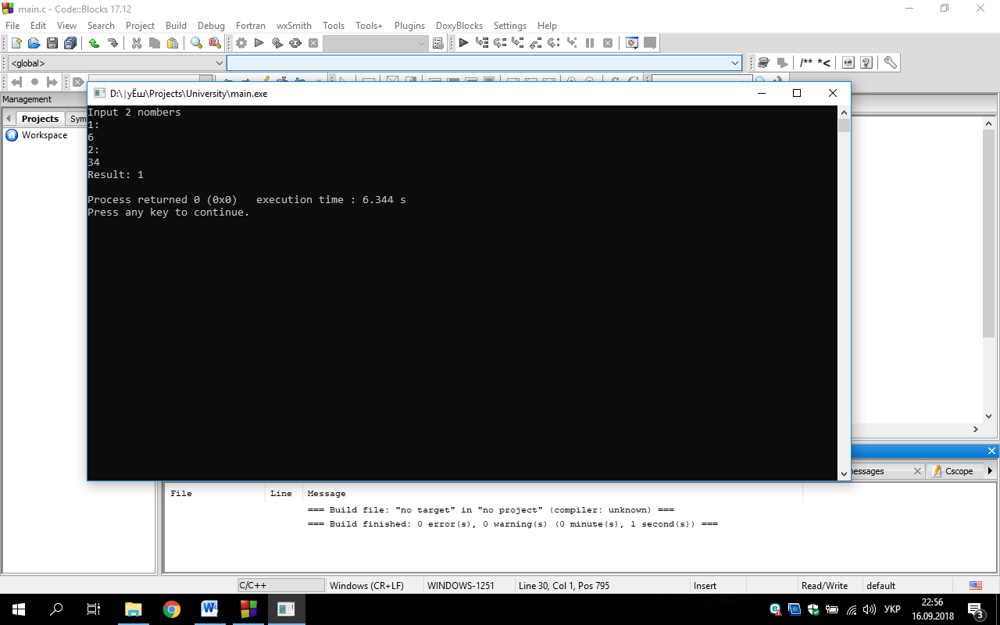 main.c - Code::Blocks 17.12
File Edit View Search Project Build Debug Fortran wxSmith Tools Tools+ Plugins DoxyBlocks Settings Help
<global>
/** *<
Management
D:\|уЁш\Projects\University\main.exe
Projects Sym
Workspace
Input 2 nombers
1:
6
2:
34
Result: 1
Process returned 0 (0x0) execution time : 6.344 s
Press any key to continue.
essages Cscope
File Line Message
=== Build file: "no target" in "no project" (compiler: unknown) ===
=== Build finished: 0 error(s), 0 warning(s) (0 minute(s), 1 second(s)) ===
C/C++ Windows (CR+LF) WINDOWS-1251 Line 30, Col 1, Pos 795 Insert Read/Write default
УКР 22:56
16.09.2018 3